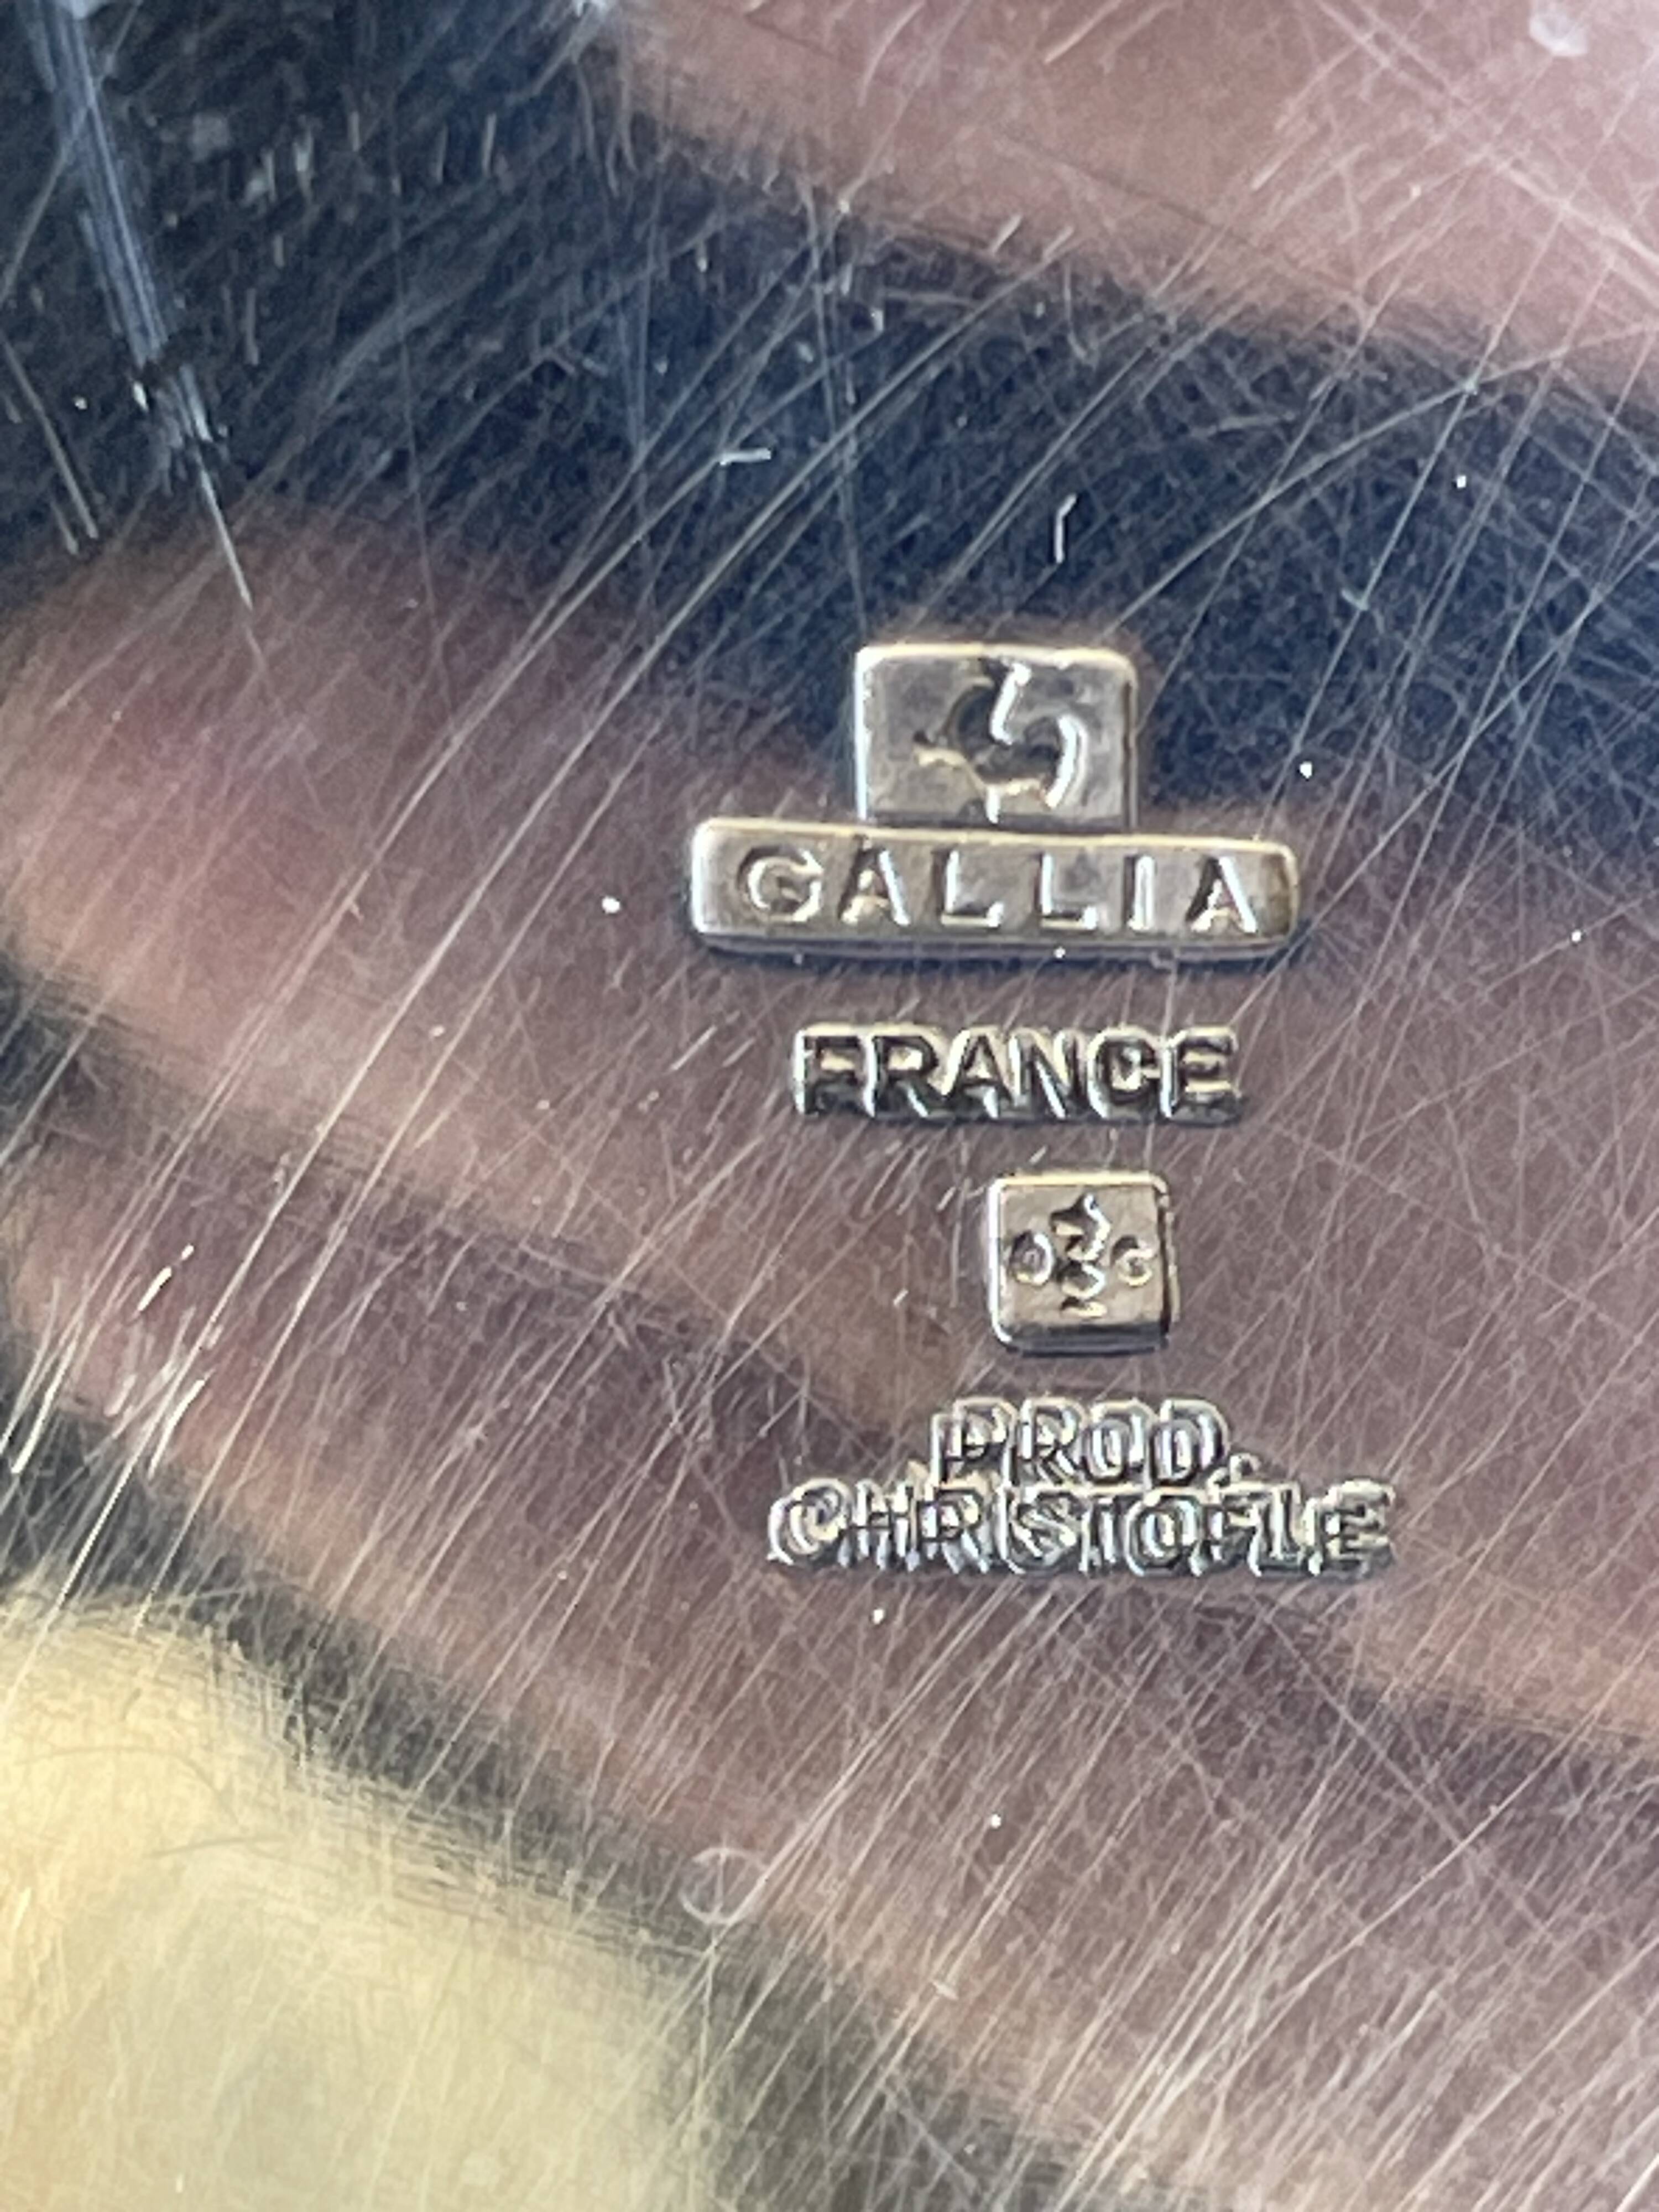 GALLIA
FRANCE
O C
PROD.
CHRISTOFLE